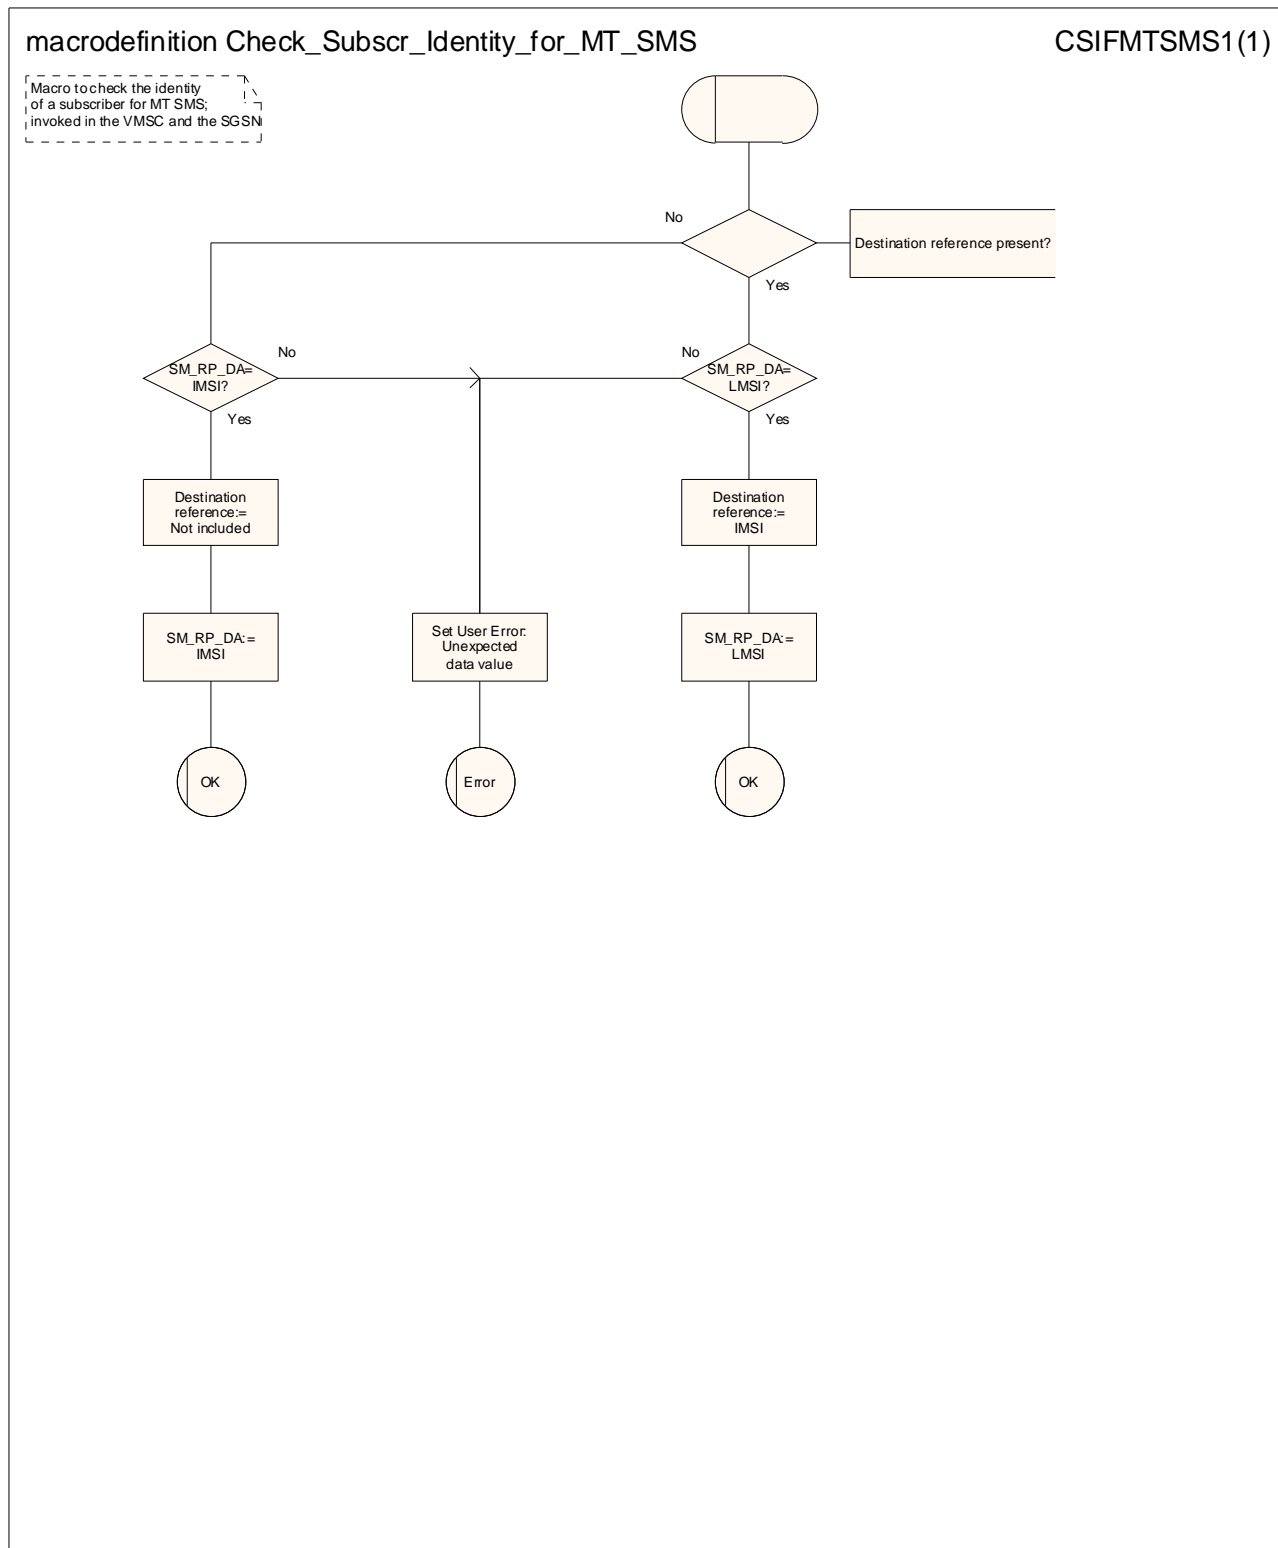 macrodefinition Check_Subscr_Identity_for_MT_SMS
CSIFMTSMS1(1)
Macro to check the identity
of a subscriber for MT SMS;
invoked in the VMSC and the SGSN
No
Destination reference present?
Yes
No
No
SM_RP_DA=
IMSI?
SM_RP_DA=
LMSI?
Yes
Yes
Destination
reference:=
Not included
Destination
reference:=
IMSI
SM_RP_DA:=
IMSI
Set User Error:
Unexpected
data value
SM_RP_DA:=
LMSI
OK
Error
OK